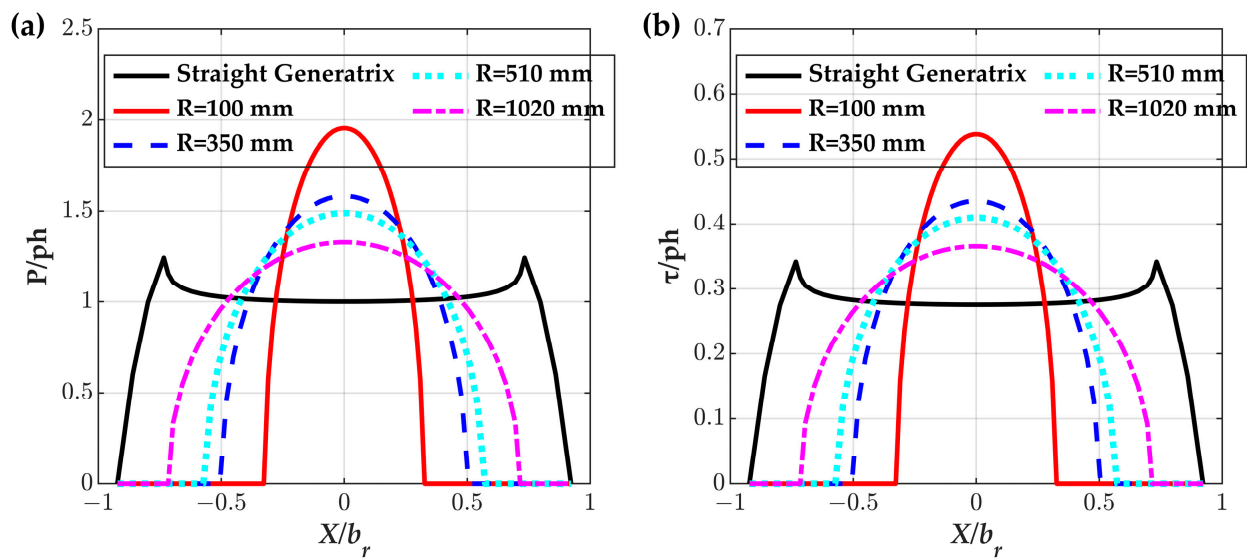 (a)
P/ph
2.5
2
1.5
1
0.5
0
Straight Generatrix
R=100 mm
R=350 mm
R=510 mm
R=1020 mm
−1
−0.5
0
0.5
1
X/br
(b)
τ/ph
0.7
0.6
0.5
0.4
0.3
0.2
0.1
0
Straight Generatrix
R=100 mm
R=350 mm
R=510 mm
R=1020 mm
−1
−0.5
0
0.5
1
X/br